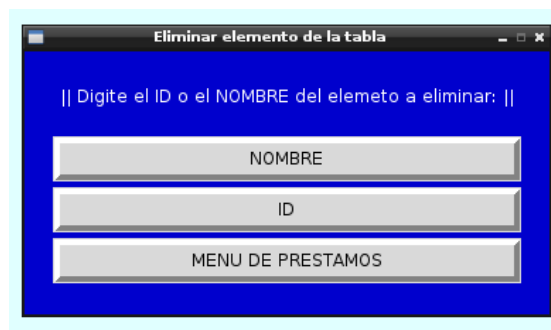 Eliminar elemento de la tabla
|| Digite el ID o el NOMBRE del elemeto a eliminar: ||
NOMBRE
ID
MENU DE PRESTAMOS